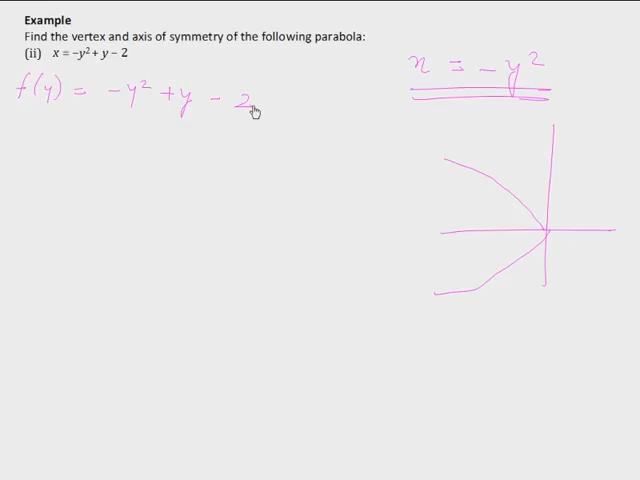 Example
Find the vertex and axis of symmetry of the following parabola:
(ii) x = –y² + y – 2
f(y) = -y² + y - 2
x = -y²